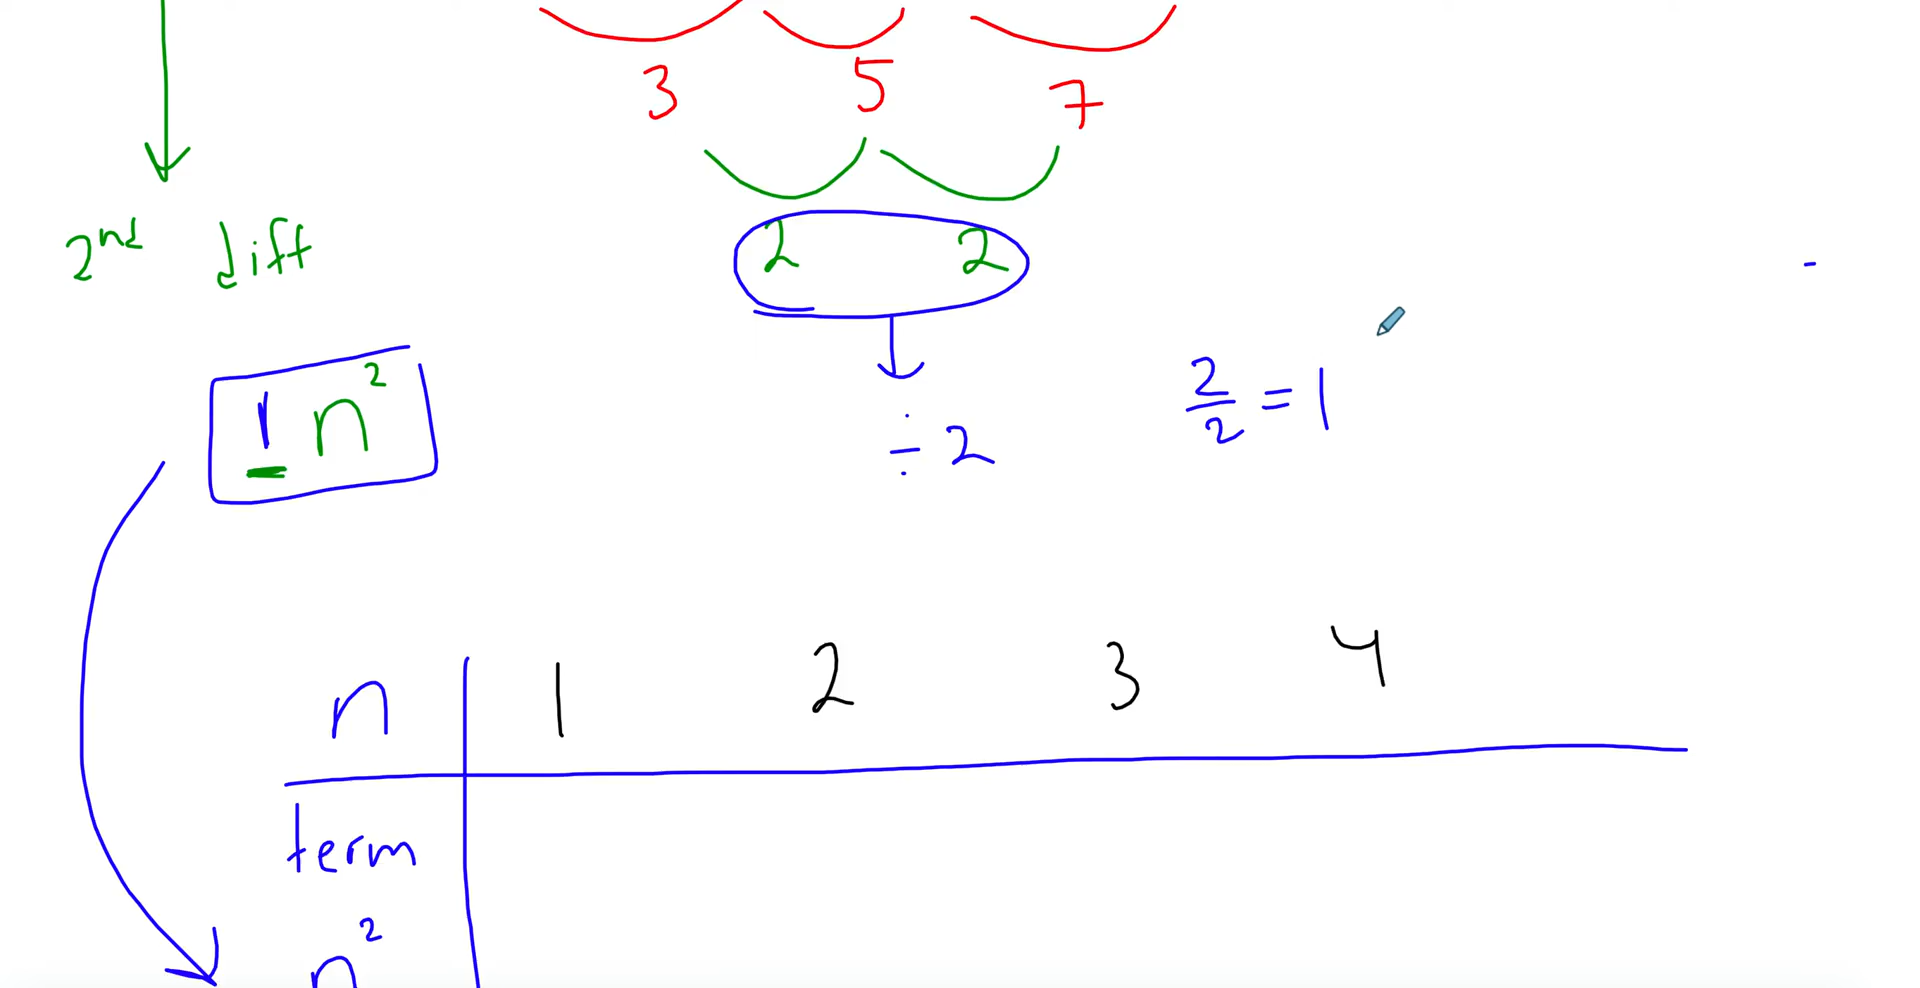 3 5 7
2nd diff 2 2
1n²
÷2
2/2 = 1
n 1 2 3 4
term
n²